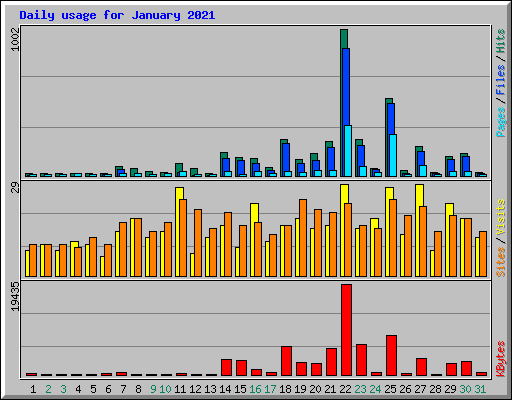 Daily usage for January 2021
1002
Pages / Files / Hits
29
Sites / Visits
19435
KBytes
1 2 3 4 5 6 7 8 9 10 11 12 13 14 15 16 17 18 19 20 21 22 23 24 25 26 27 28 29 30 31